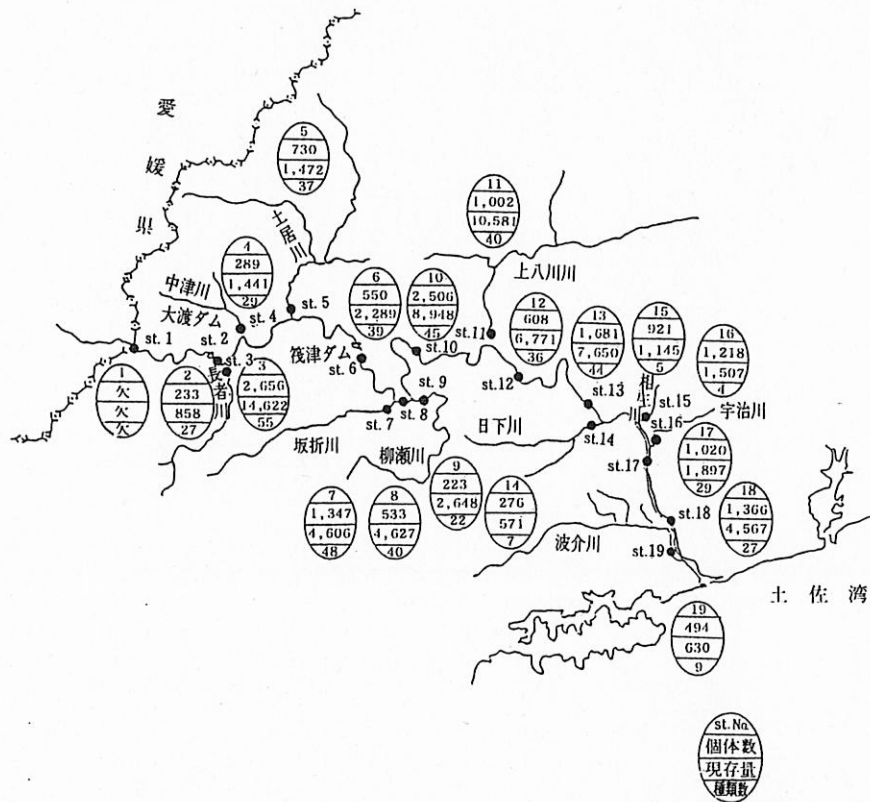 愛媛県
5
730
1,472
37
土居川
11
1,002
10,581
40
上八川川
4
289
1,441
29
中津川
大渡ダム
st. 1
st. 2
st. 3
st. 4
st. 5
6
550
2,289
39
10
2,506
8,948
45
st.10
st.11
12
608
6,771
36
13
1,681
7,650
44
15
921
1,145
5
16
1,218
1,507
4
筏津ダム
st. 6
st. 9
st. 7
st. 8
st.12
st.13
相生川
st.15
st.16
宇治川
1
欠
欠
欠
2
233
858
27
長者川
3
2,656
14,622
55
坂折川
柳瀬川
日下川
st.14
st.17
17
1,020
1,897
29
7
1,347
4,606
48
8
533
4,627
40
9
223
2,648
22
14
276
571
7
18
1,366
4,567
27
st.18
波介川
st.19
土佐湾
19
494
630
9
st.No.
個体数
現存量
種類数